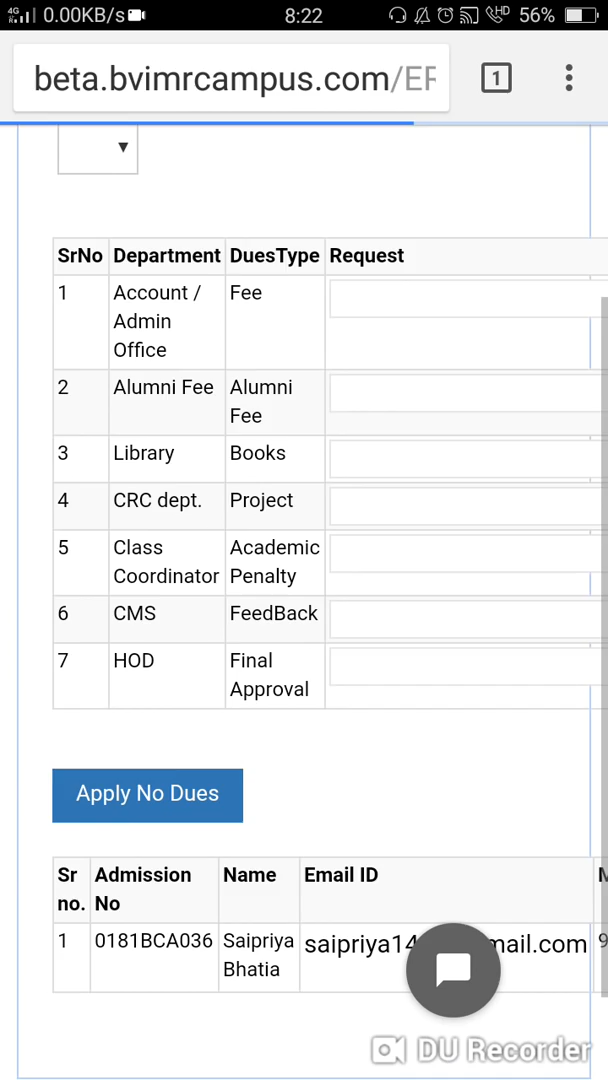 4G 0.00KB/s 8:22 HD 56%
beta.bvimrcampus.com/EF 1
SrNo Department DuesType Request
1 Account / Fee
Admin
Office
2 Alumni Fee Alumni
Fee
3 Library Books
4 CRC dept. Project
5 Class Academic
Coordinator Penalty
6 CMS FeedBack
7 HOD Final
Approval
Apply No Dues
Sr Admission Name Email ID
no. No
1 0181BCA036 Saipriya saipriya14 mail.com 9
Bhatia
DU Recorder